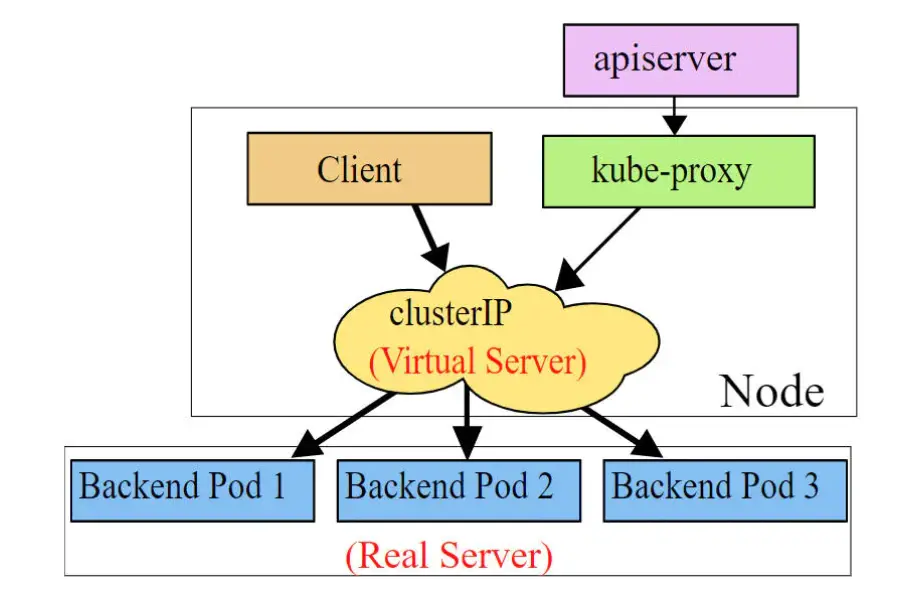 apiserver
Client
kube-proxy
clusterIP
(Virtual Server)
Node
Backend Pod 1
Backend Pod 2
Backend Pod 3
(Real Server)